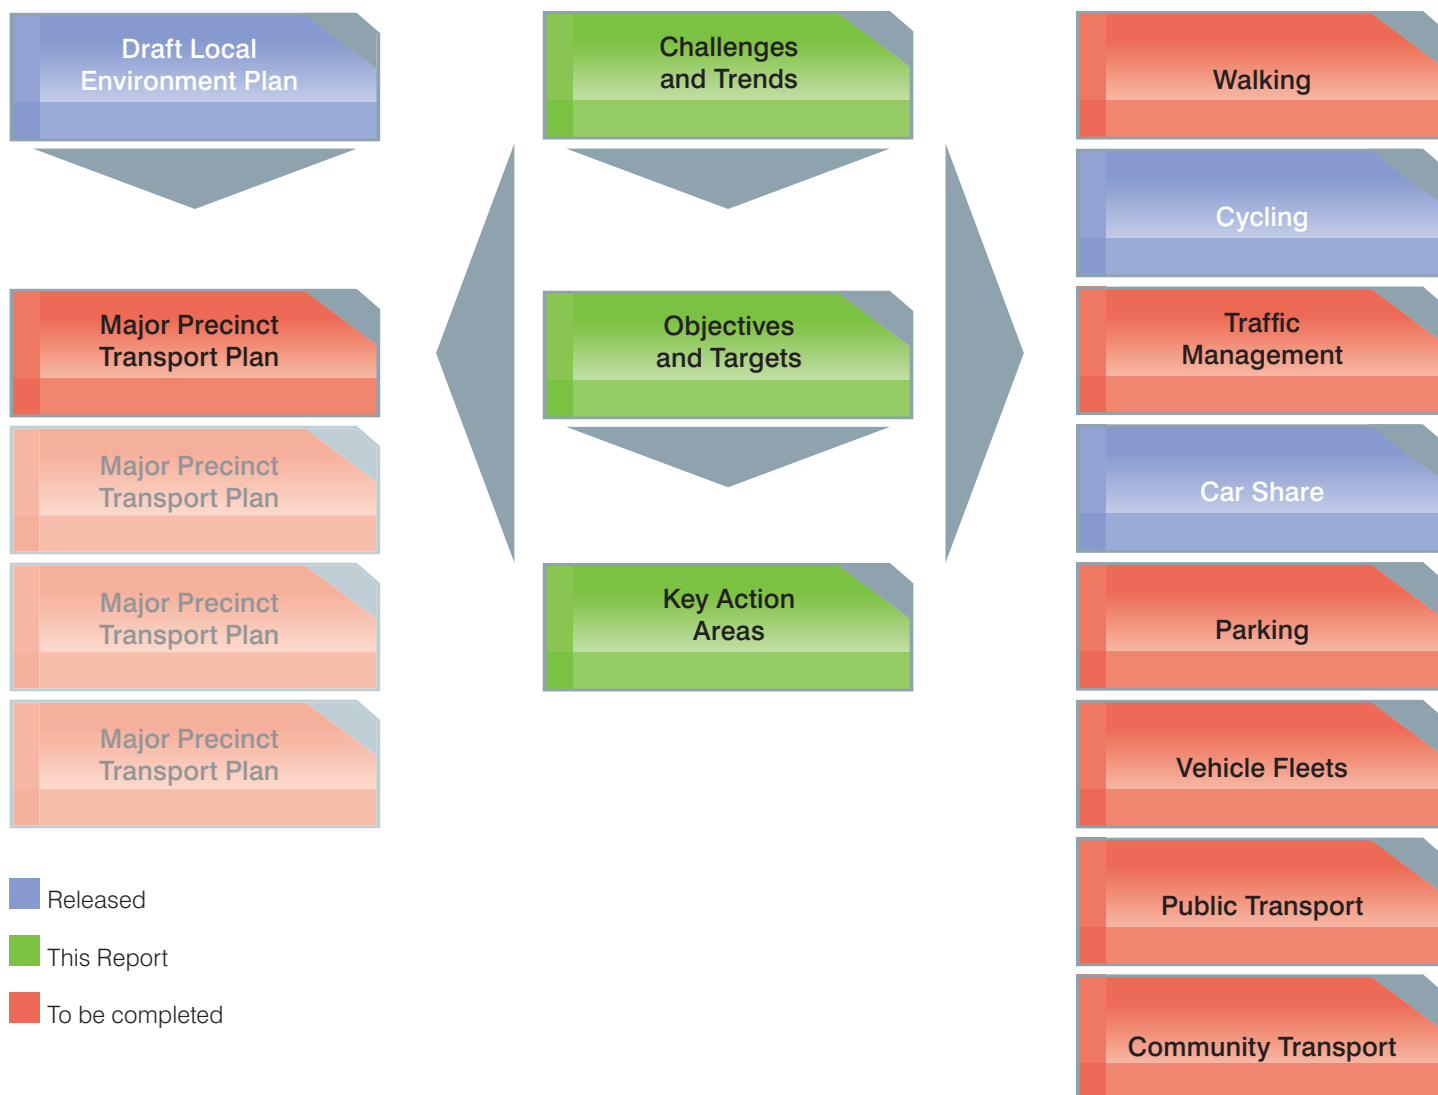 Draft Local
Environment Plan
Major Precinct
Transport Plan
Major Precinct
Transport Plan
Major Precinct
Transport Plan
Major Precinct
Transport Plan
Released
This Report
To be completed
Challenges
and Trends
Objectives
and Targets
Key Action
Areas
Walking
Cycling
Traffic
Management
Car Share
Parking
Vehicle Fleets
Public Transport
Community Transport